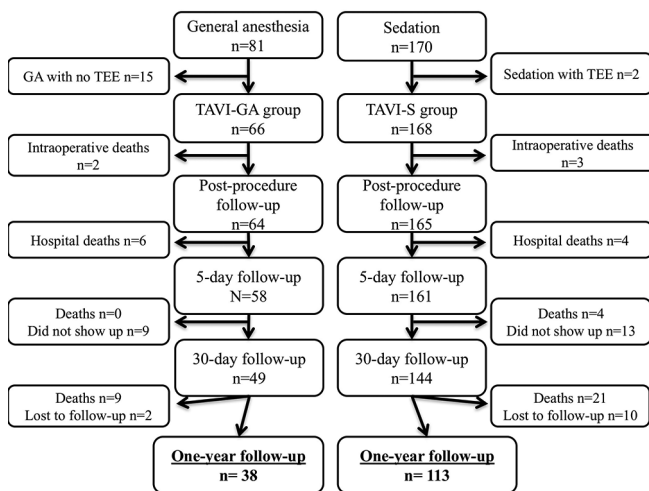 General anesthesia
n=81
Sedation
n=170
GA with no TEE n=15
Sedation with TEE n=2
TAVI-GA group
n=66
TAVI-S group
n=168
Intraoperative deaths
n=2
Intraoperative deaths
n=3
Post-procedure
follow-up
n=64
Post-procedure
follow-up
n=165
Hospital deaths n=6
Hospital deaths n=4
5-day follow-up
N=58
5-day follow-up
n=161
Deaths n=0
Did not show up n=9
Deaths n=4
Did not show up n=13
30-day follow-up
n=49
30-day follow-up
n=144
Deaths n=9
Lost to follow-up n=2
Deaths n=21
Lost to follow-up n=10
One-year follow-up
n= 38
One-year follow-up
n= 113